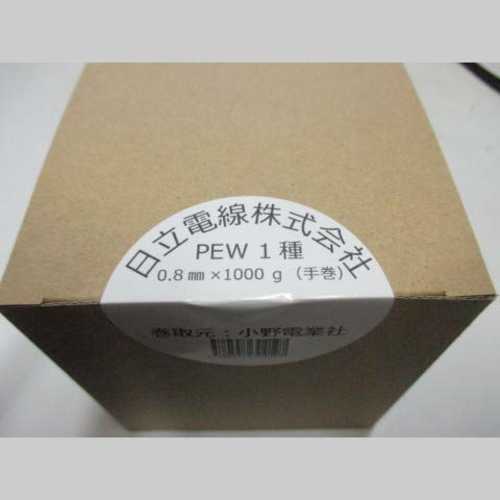 日立電線株式会社
PEW 1 種
0.8 ㎜ ×1000 g （手巻）
巻取元：小野電業社